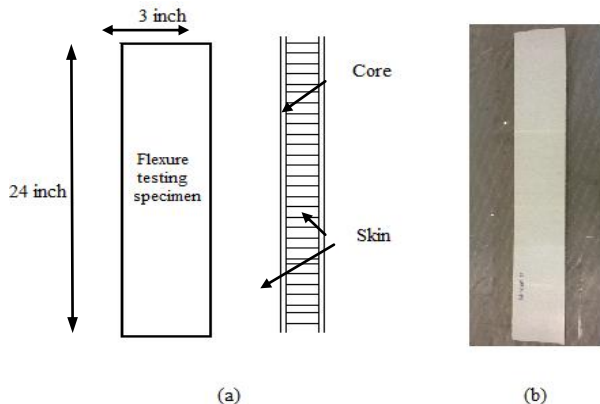 3 inch
24 inch
Flexure
testing
specimen
Core
Skin
(a)
(b)